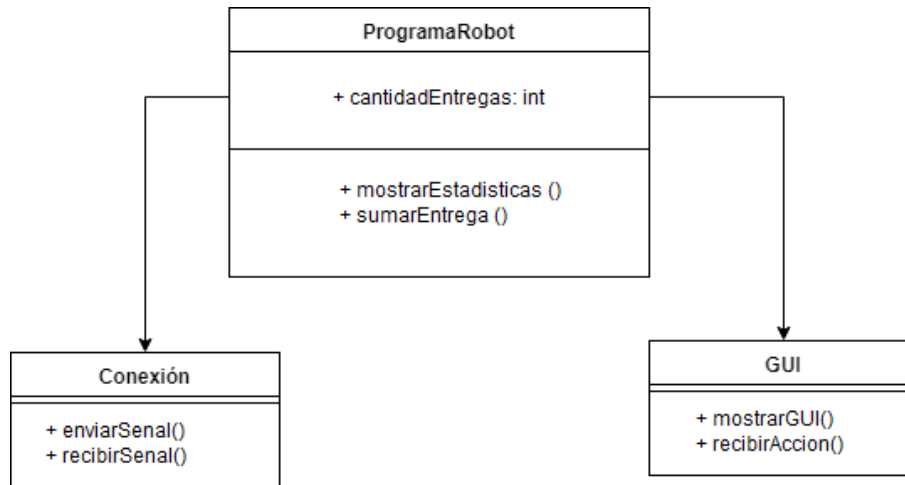 ProgramaRobot
+ cantidadEntregas: int
+ mostrarEstadisticas ()
+ sumarEntrega ()
Conexión
+ enviarSenal()
+ recibirSenal()
GUI
+ mostrarGUI()
+ recibirAccion()